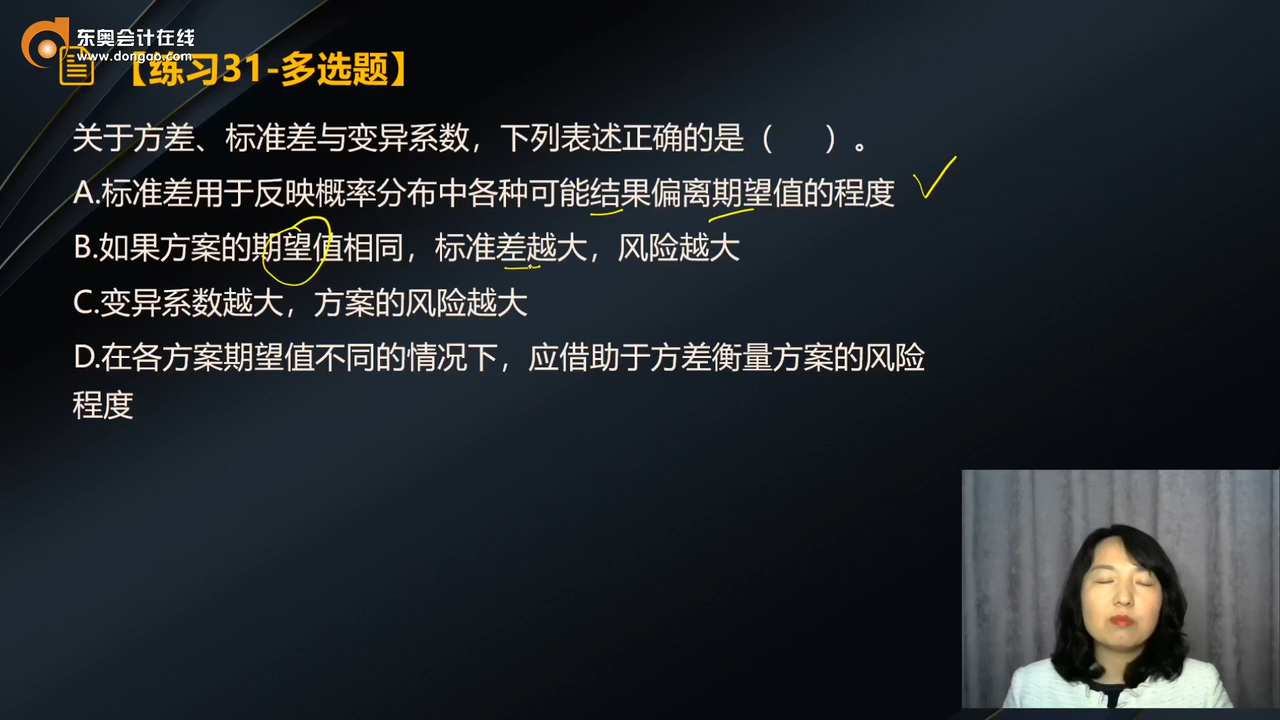 东奥会计在线
www.dongao.com
【练习31-多选题】
关于方差、标准差与变异系数，下列表述正确的是（　　）。
A.标准差用于反映概率分布中各种可能结果偏离期望值的程度
B.如果方案的期望值相同，标准差越大，风险越大
C.变异系数越大，方案的风险越大
D.在各方案期望值不同的情况下，应借助于方差衡量方案的风险
程度